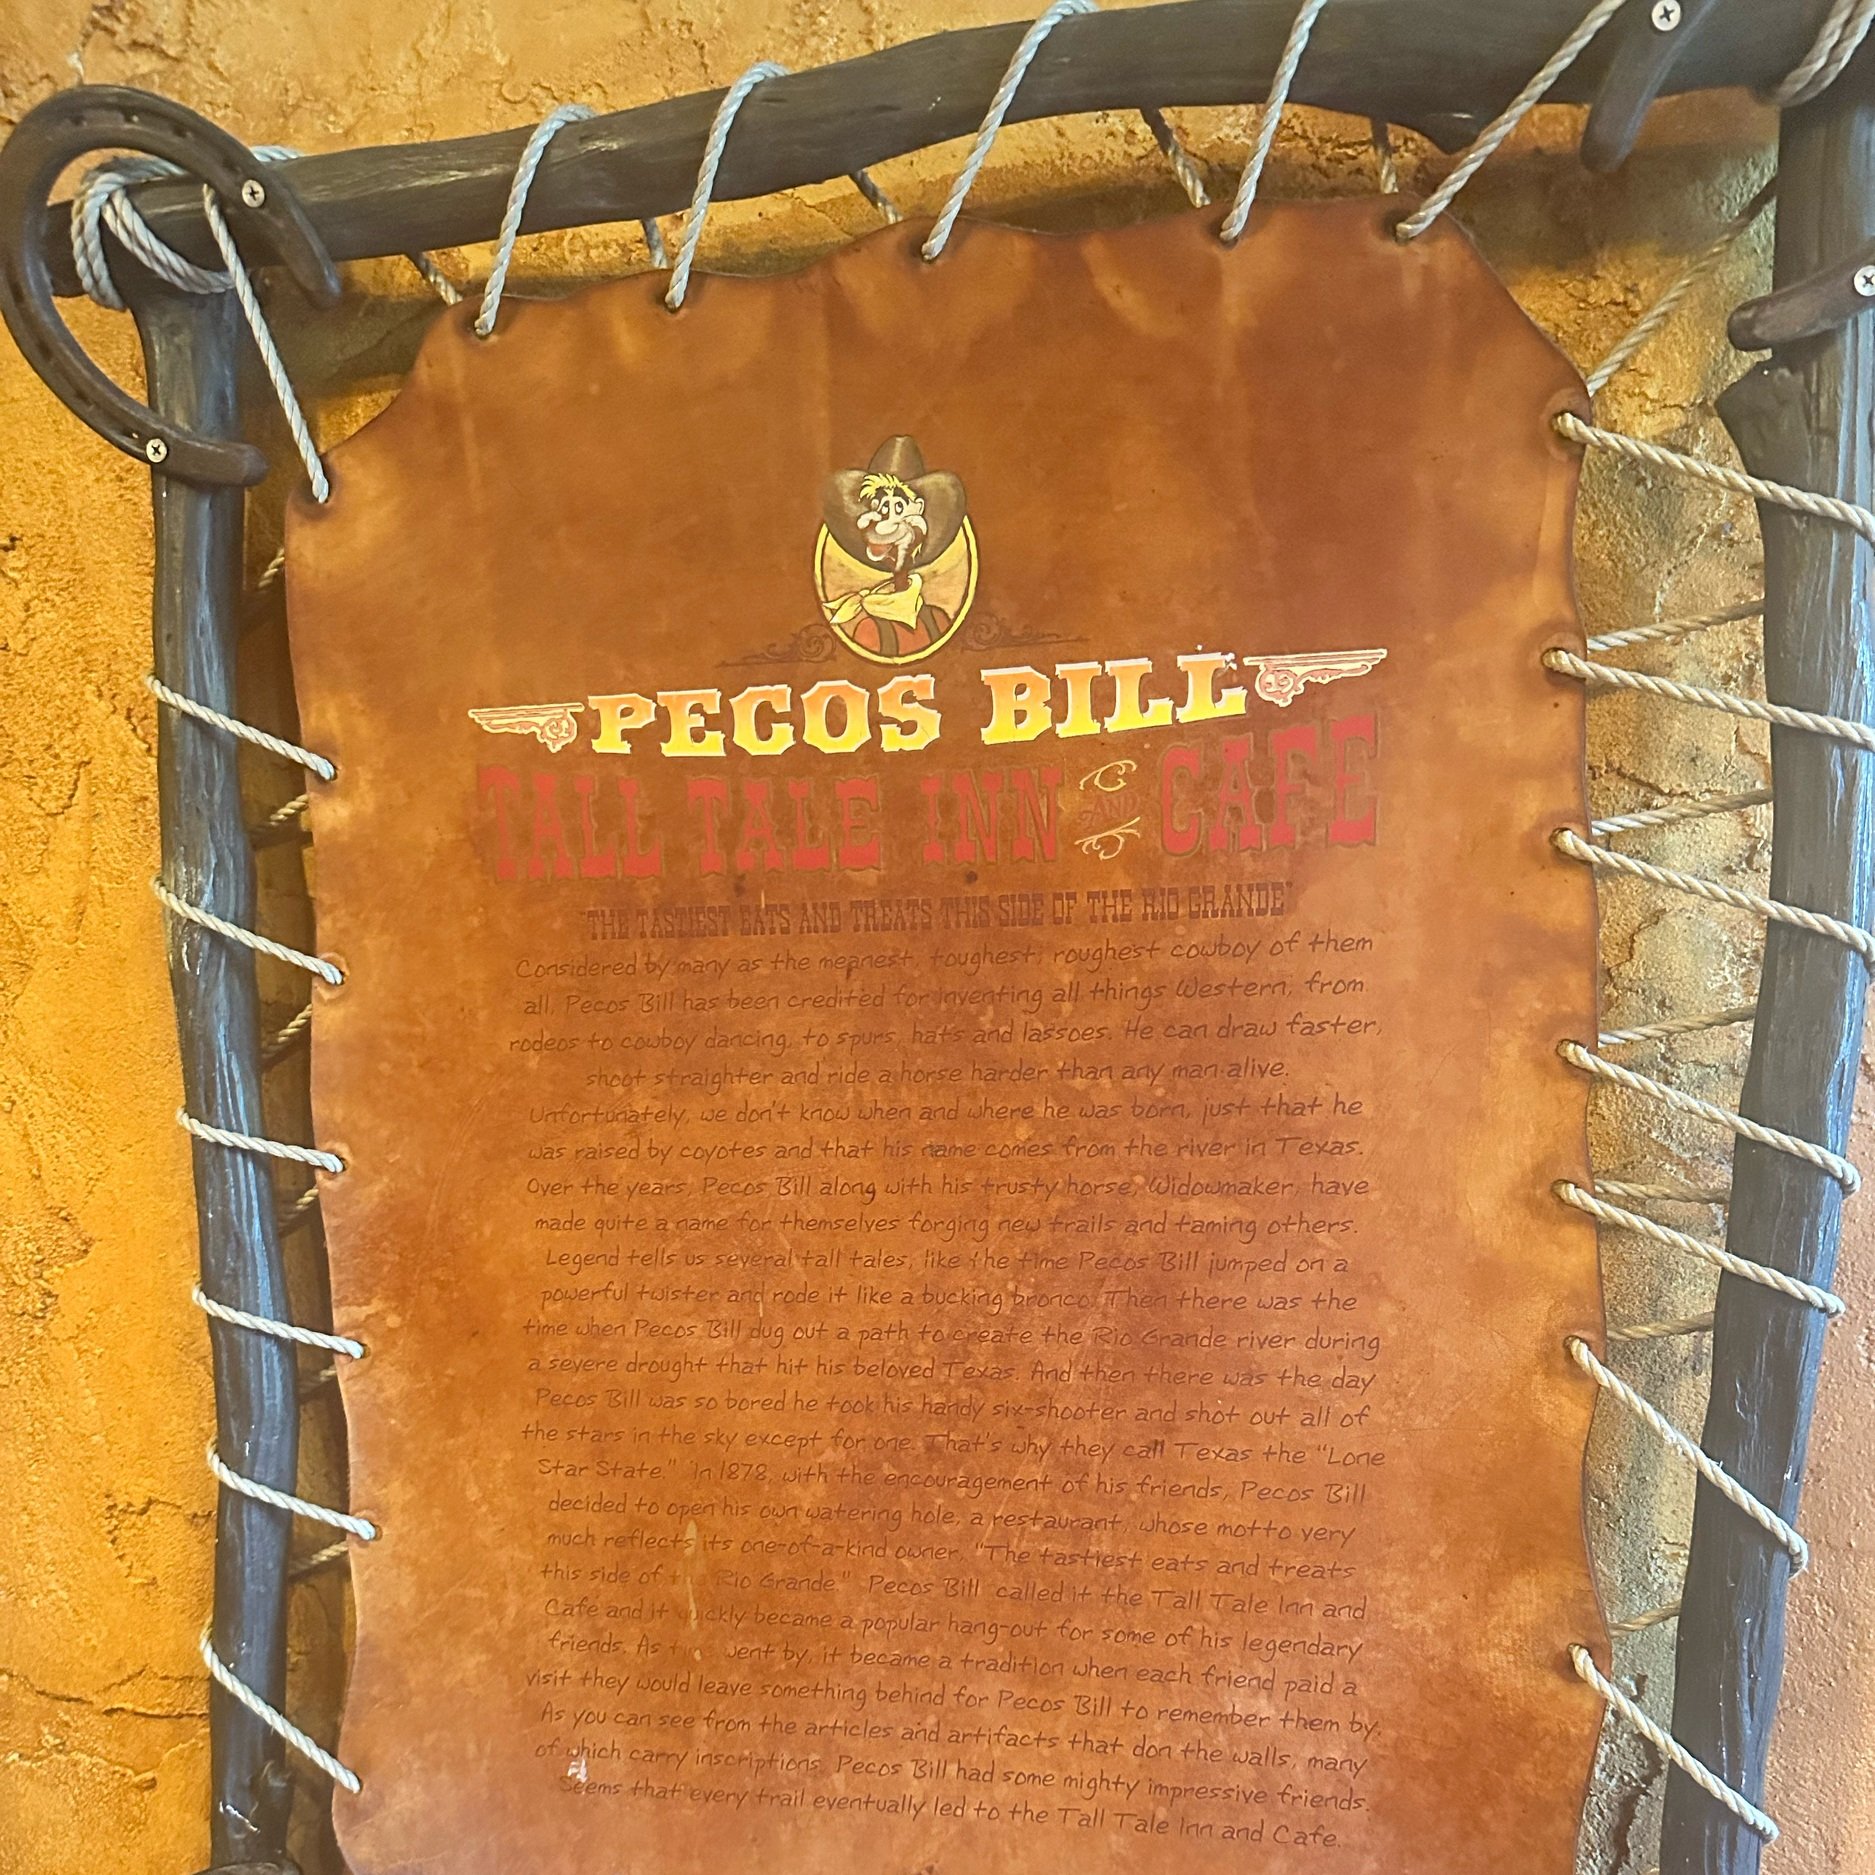 PECOS BILL
TALL TALE INN AND CAFE
"THE TASTIEST EATS AND TREATS THIS SIDE OF THE RIO GRANDE"
Considered by many as the meanest, toughest, roughest cowboy of them
all, Pecos Bill has been credited for inventing all things Western, from
rodeos to cowboy dancing, to spurs, hats and lassoes. He can draw faster,
shoot straighter and ride a horse harder than any man alive.
Unfortunately, we don't know when and where he was born, just that he
was raised by coyotes and that his name comes from the river in Texas.
Over the years, Pecos Bill along with his trusty horse, Widowmaker, have
made quite a name for themselves forging new trails and taming others.
Legend tells us several tall tales, like the time Pecos Bill jumped on a
powerful twister and rode it like a bucking bronco. Then there was the
time when Pecos Bill dug out a path to create the Rio Grande river during
a severe drought that hit his beloved Texas. And then there was the day
Pecos Bill was so bored he took his handy six-shooter and shot out all of
the stars in the sky except for one. That's why they call Texas the "Lone
Star State." In 1878, with the encouragement of his friends, Pecos Bill
decided to open his own watering hole, a restaurant, whose motto very
much reflects its one-of-a-kind owner, "The tastiest eats and treats
this side of Rio Grande." Pecos Bill called it the Tall Tale Inn and
Cafe and it quickly became a popular hang-out for some of his legendary
friends. As went by, it became a tradition when each friend paid a
visit they would leave something behind for Pecos Bill to remember them by.
As you can see from the articles and artifacts that don the walls, many
of which carry inscriptions, Pecos Bill had some mighty impressive friends.
Seems that every trail eventually led to the Tall Tale Inn and Cafe.